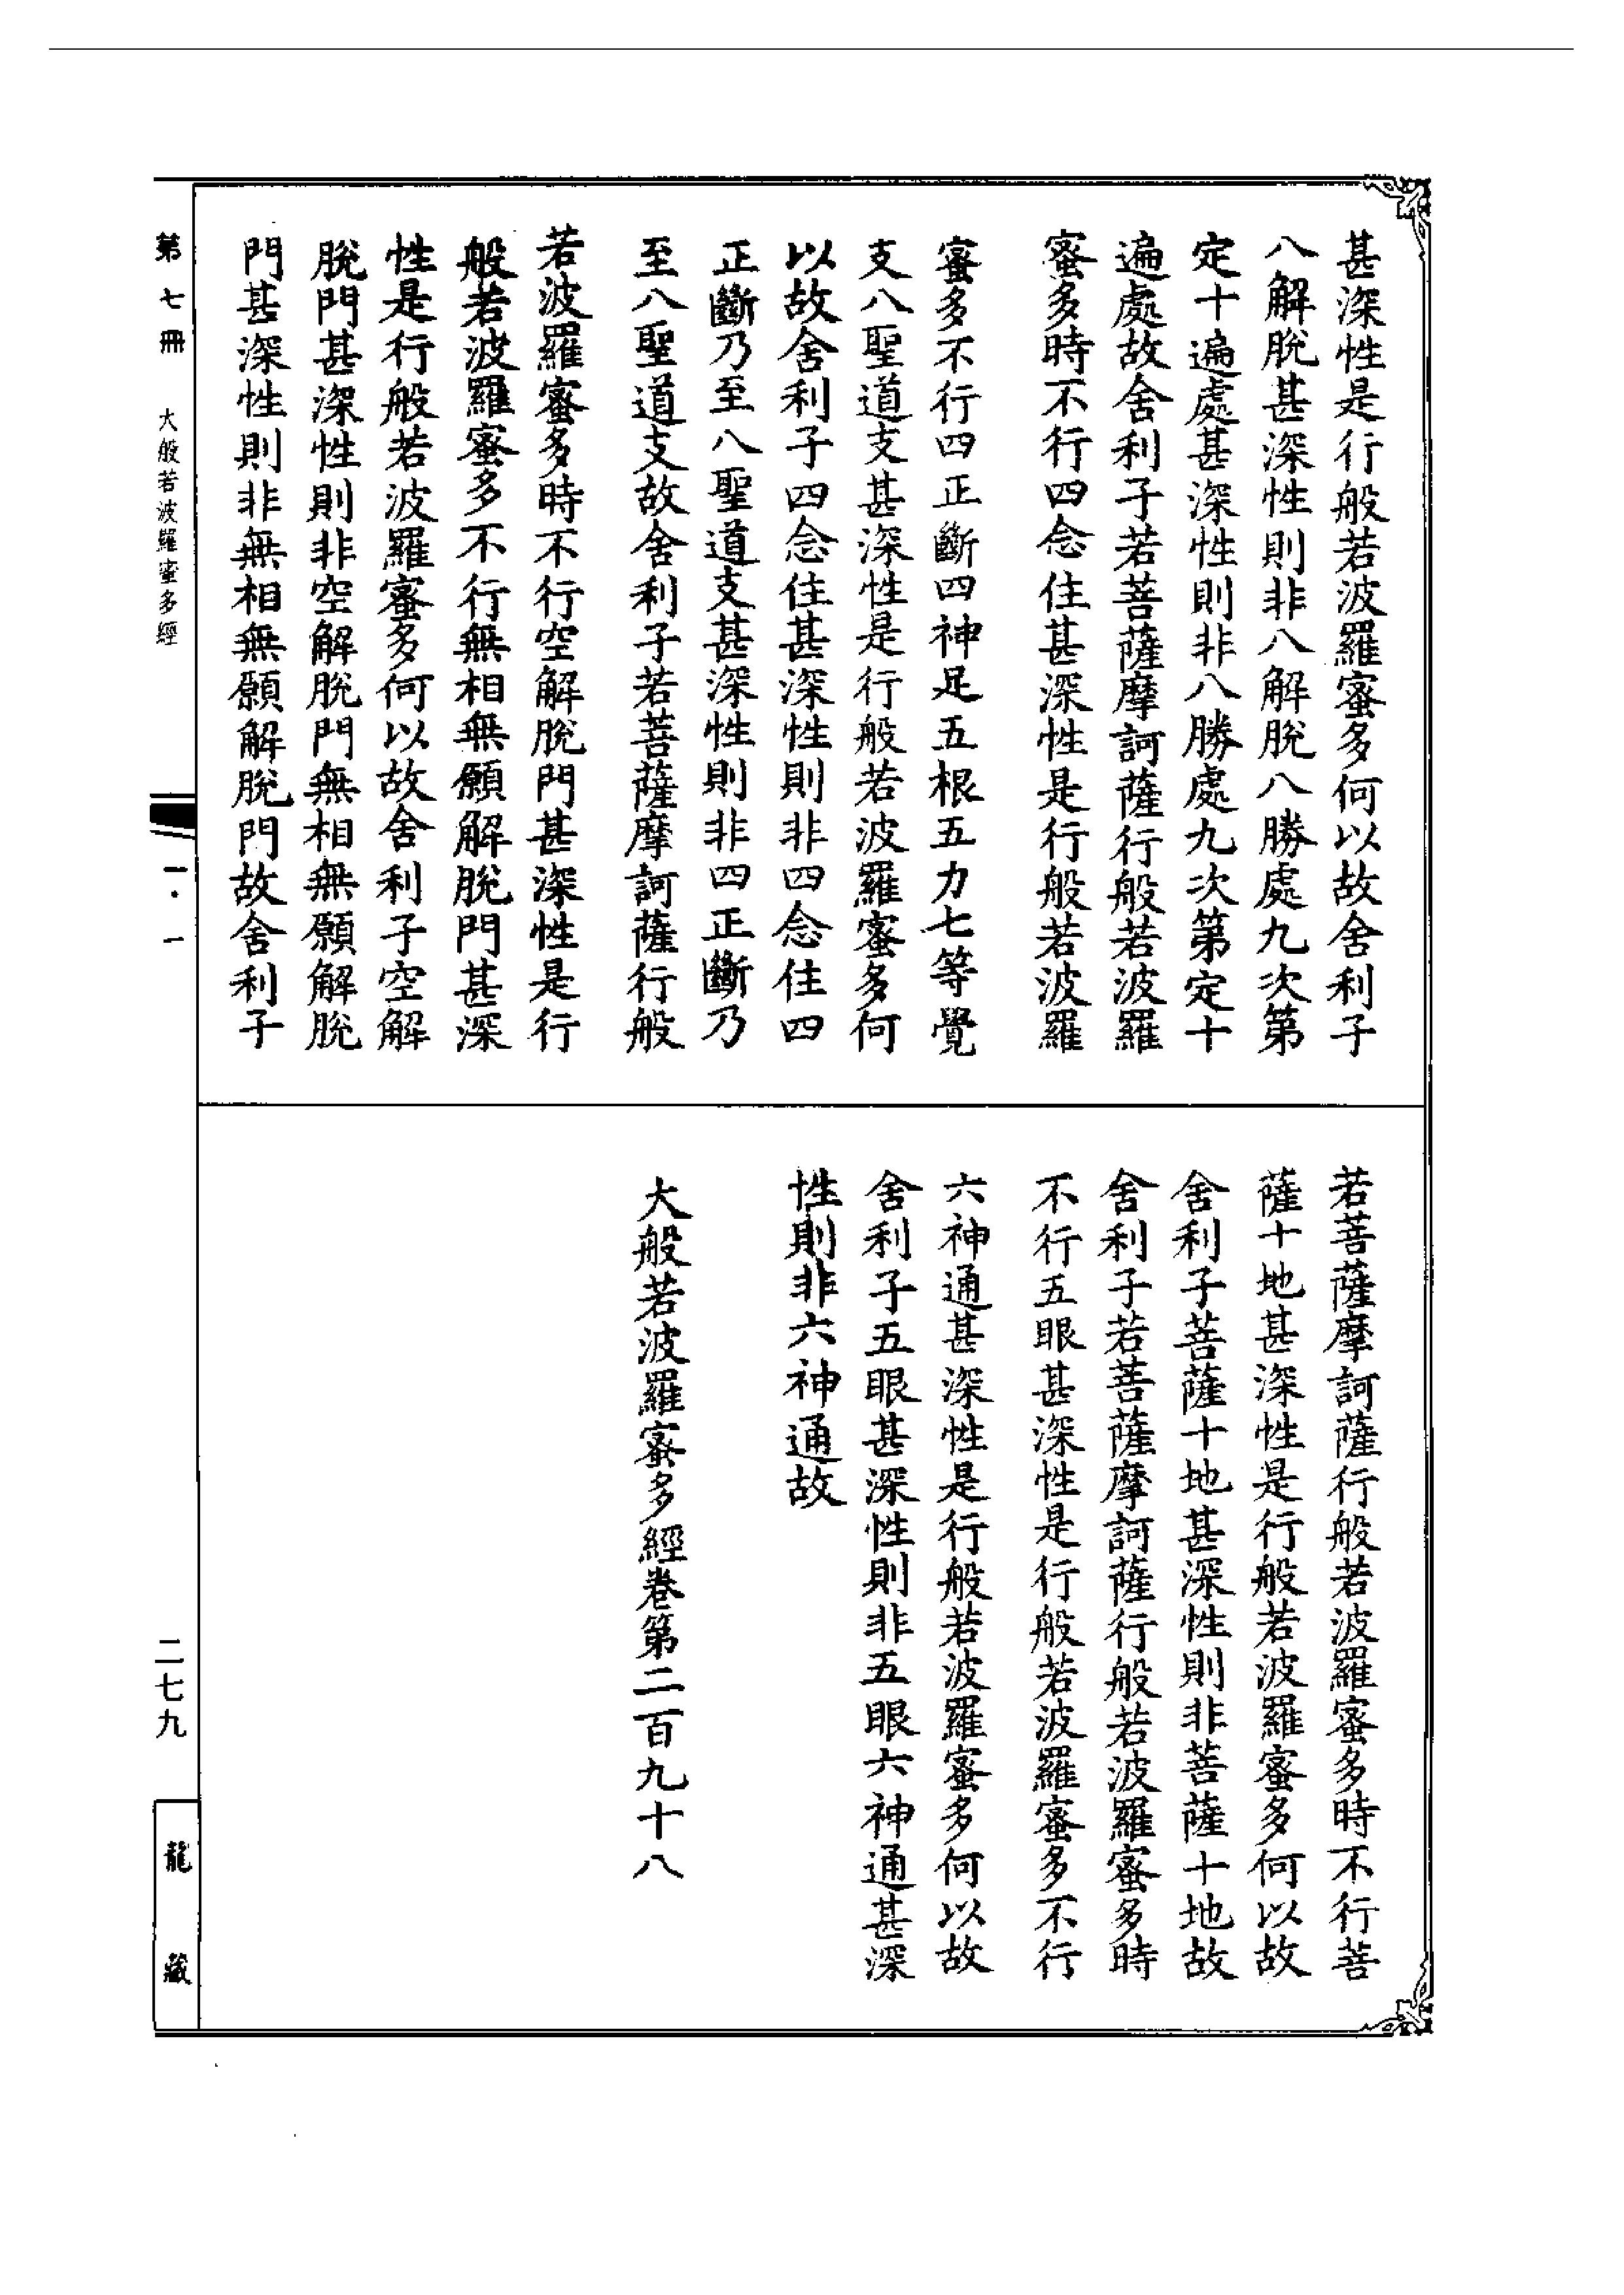 甚深性是行般若波羅蜜多何以故舍利子
八解脫甚深性則非八解脫八勝處九次第
定十遍處甚深性則非八勝處九次第定十
遍處故舍利子若菩薩摩訶薩行般若波羅
蜜多時不行四念住甚深性是行般若波羅
蜜多不行四正斷四神足五根五力七等覺
支八聖道支甚深性是行般若波羅蜜多何
以故舍利子四念住甚深性則非四念住四
正斷乃至八聖道支甚深性則非四正斷乃
至八聖道支故舍利子若菩薩摩訶薩行般
若波羅蜜多時不行空解脫門甚深性是行
般若波羅蜜多不行無相無願解脫門甚深
性是行般若波羅蜜多何以故舍利子空解
脫門甚深性則非空解脫門無相無願解脫
門甚深性則非無相無願解脫門故舍利子
若菩薩摩訶薩行般若波羅蜜多時不行菩
薩十地甚深性是行般若波羅蜜多何以故
舍利子菩薩十地甚深性則非菩薩十地故
舍利子若菩薩摩訶薩行般若波羅蜜多時
不行五眼甚深性是行般若波羅蜜多不行
六神通甚深性是行般若波羅蜜多何以故
舍利子五眼甚深性則非五眼六神通甚深
性則非六神通故
大般若波羅蜜多經卷第二百九十八
第七冊 大般若波羅蜜多經 一·一 二七九
龍藏